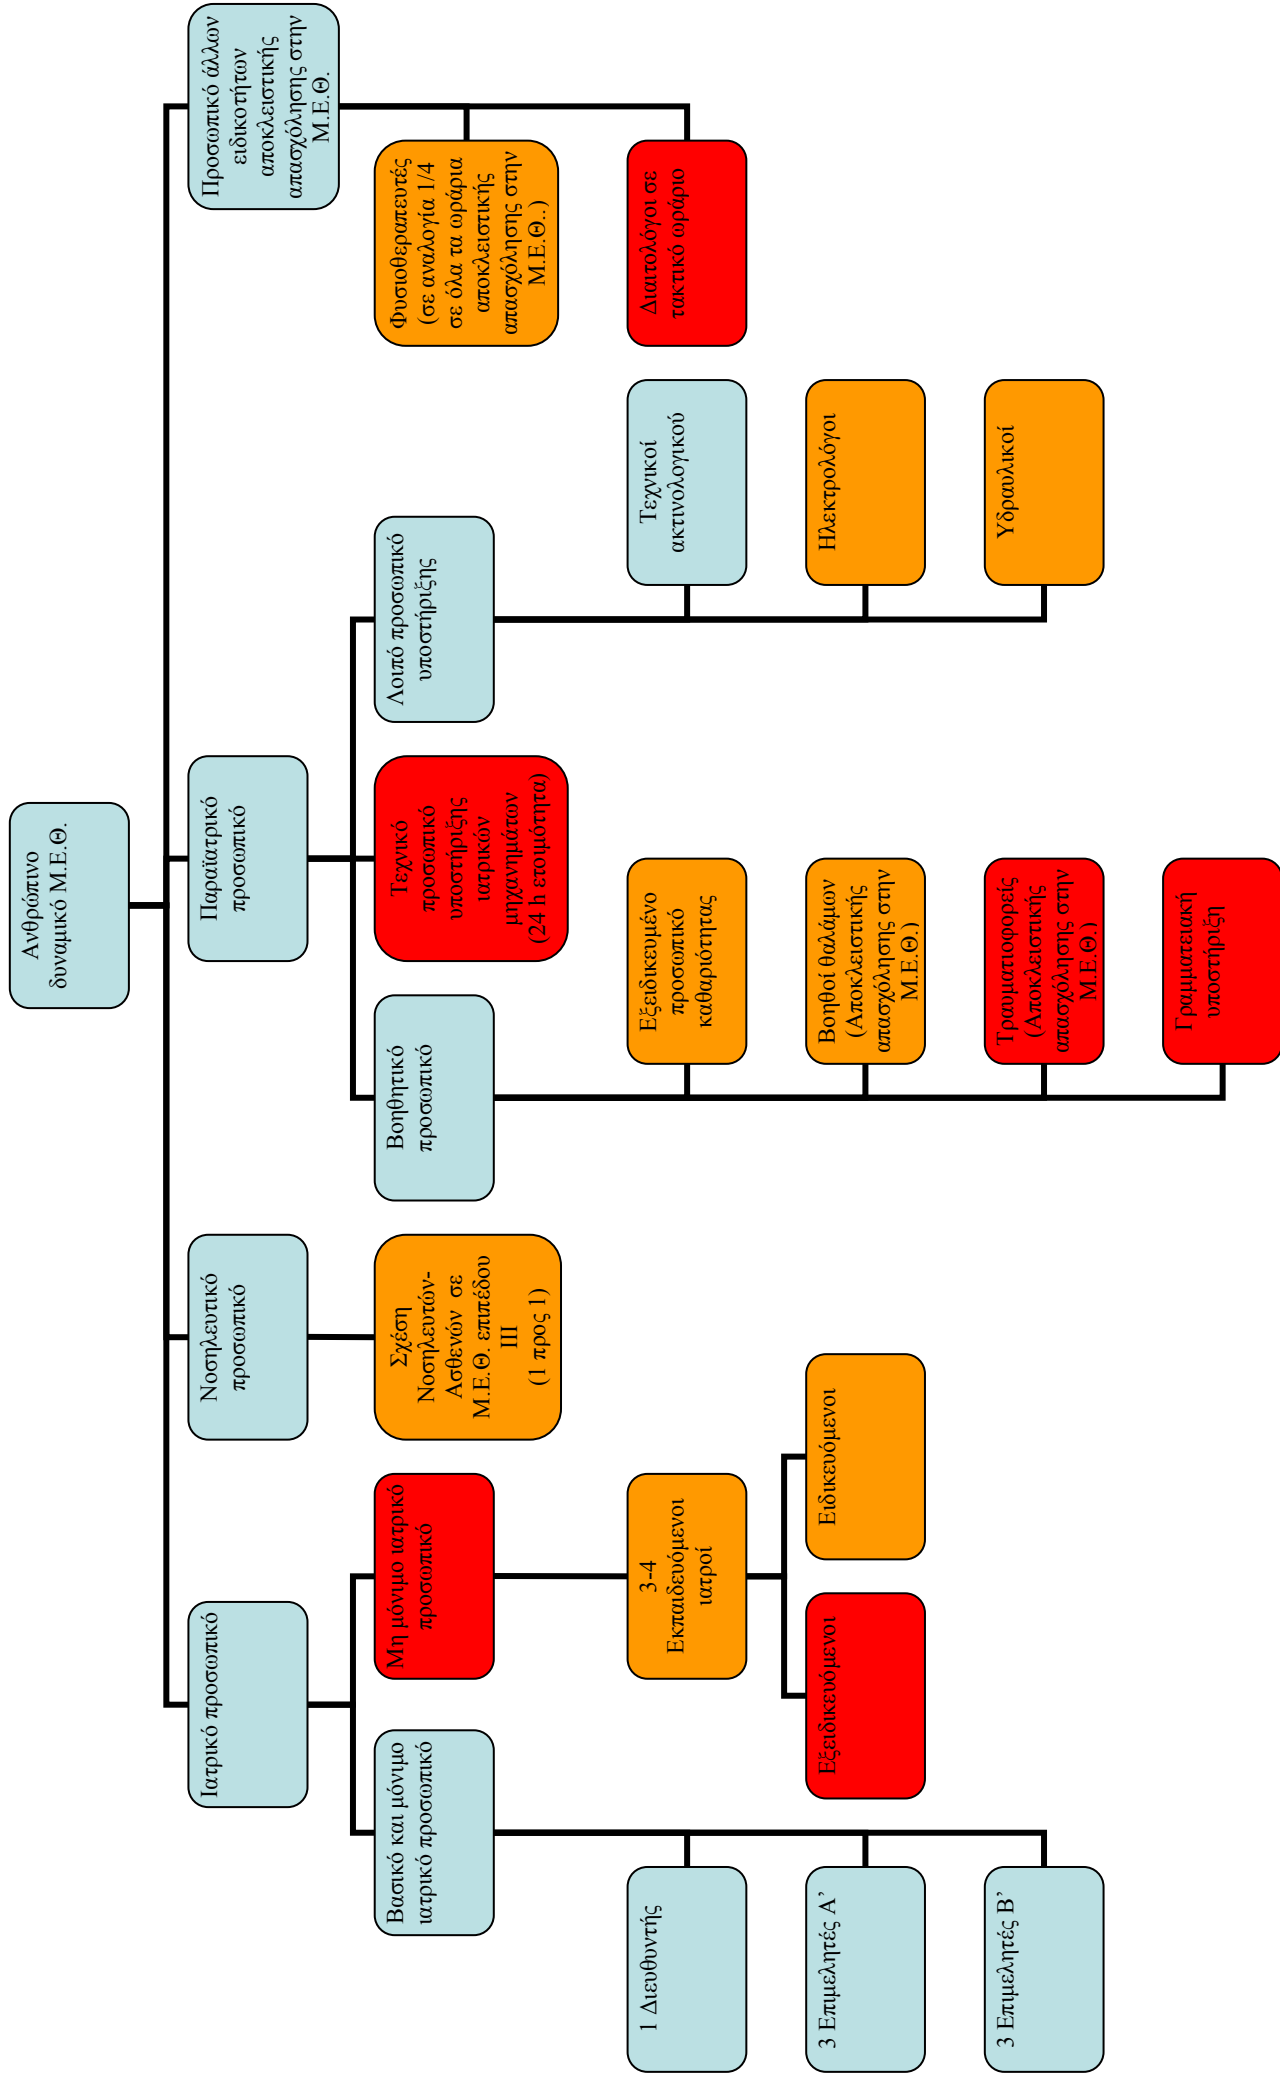 Ανθρώπινο
δυναμικό Μ.Ε.Θ.
Ιατρικό προσωπικό
Νοσηλευτικό
προσωπικό
Παραϊατρικό
προσωπικό
Προσωπικό άλλων
ειδικοτήτων
αποκλειστικής
απασχόλησης στην
Μ.Ε.Θ.
Βασικό και μόνιμο
ιατρικό προσωπικό
Μη μόνιμο ιατρικό
προσωπικό
Σχέση
Νοσηλευτών-
Ασθενών σε
Μ.Ε.Θ. επιπέδου
ΙΙΙ
(1 προς 1)
Βοηθητικό
προσωπικό
Τεχνικό
προσωπικό
υποστήριξης
ιατρικών
μηχανημάτων
(24 h ετοιμότητα)
Λοιπό προσωπικό
υποστήριξης
Φυσιοθεραπευτές
(σε αναλογία 1/4
σε όλα τα ωράρια
αποκλειστικής
απασχόλησης στην
Μ.Ε.Θ..)
1 Διευθυντής
3-4
Εκπαιδευόμενοι
ιατροί
Εξειδικευμένο
προσωπικό
καθαριότητας
Τεχνικοί
ακτινολογικού
Διαιτολόγοι σε
τακτικό ωράριο
3 Επιμελητές Α’
Εξειδικευόμενοι
Ειδικευόμενοι
Βοηθοί θαλάμων
(Αποκλειστικής
απασχόλησης στην
Μ.Ε.Θ.)
Ηλεκτρολόγοι
3 Επιμελητές Β’
Τραυματιοφορείς
(Αποκλειστικής
απασχόλησης στην
Μ.Ε.Θ.)
Υδραυλικοί
Γραμματειακή
υποστήριξη